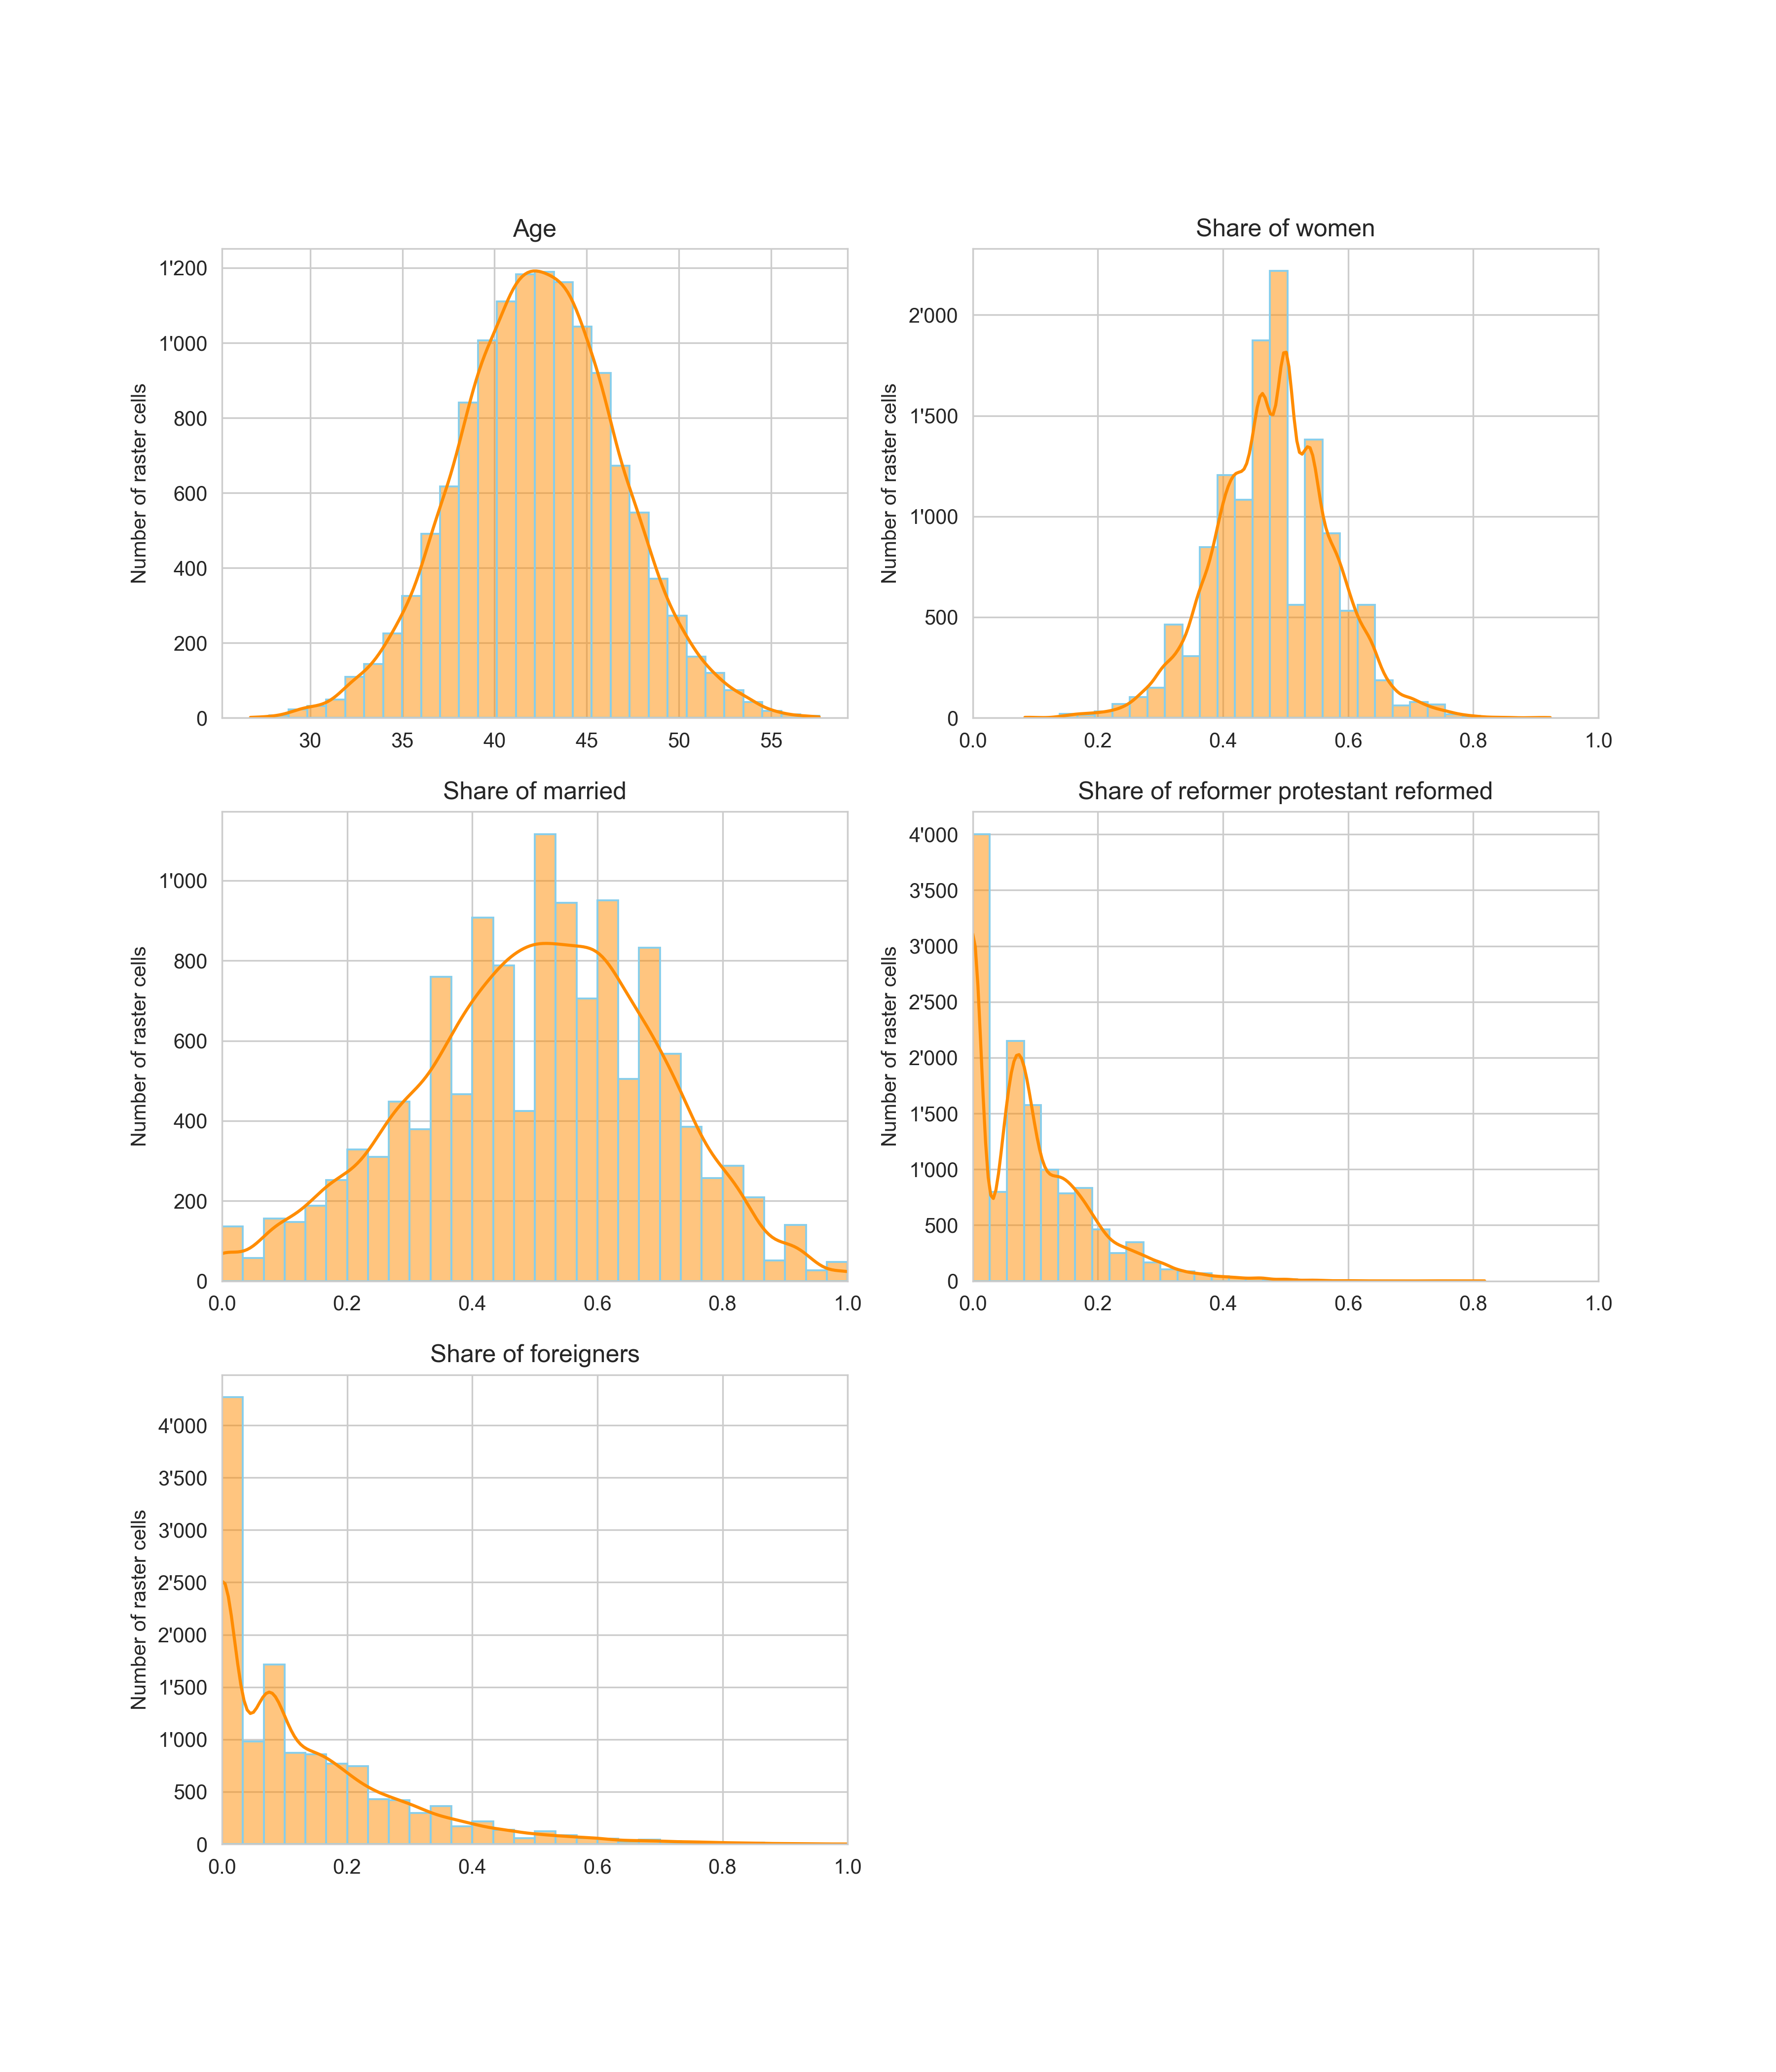 Age
1'200
1'000
800
600
400
200
0
Number of raster cells
30 35 40 45 50 55
Share of women
2'000
1'500
1'000
500
0
Number of raster cells
0.0 0.2 0.4 0.6 0.8 1.0
Share of married
1'000
800
600
400
200
0
Number of raster cells
0.0 0.2 0.4 0.6 0.8 1.0
Share of reformer protestant reformed
4'000
3'500
3'000
2'500
2'000
1'500
1'000
500
0
Number of raster cells
0.0 0.2 0.4 0.6 0.8 1.0
Share of foreigners
4'000
3'500
3'000
2'500
2'000
1'500
1'000
500
0
Number of raster cells
0.0 0.2 0.4 0.6 0.8 1.0